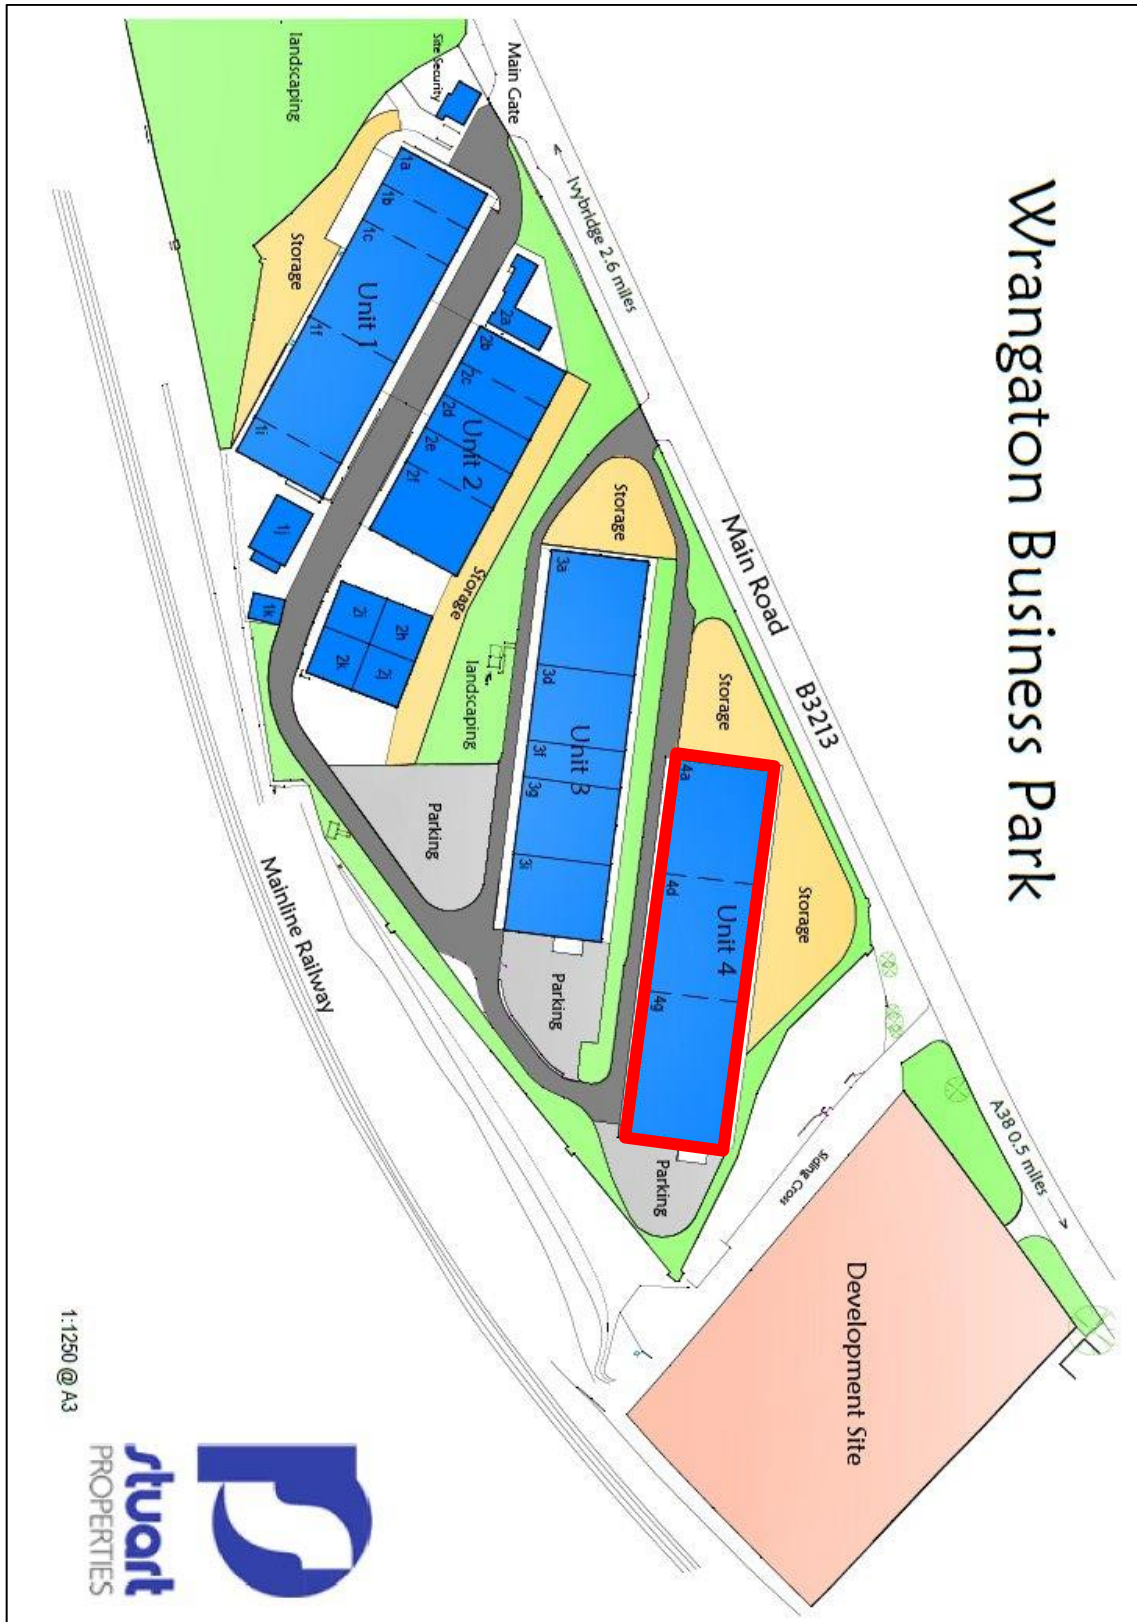 Wrangaton Business Park
landscaping
Site Security
Main Gate
Ivybridge 2.6 miles
Main Road
B3213
A38 0.5 miles
1a
1b
1c
Unit 1
1f
1i
Storage
1j
1k
2a
2b
2c
2d
Unit 2
2e
2f
Storage
2h
2i
2j
2k
landscaping
Storage
3a
3d
Unit 3
3f
3g
3i
Parking
Parking
Storage
Storage
4a
4d
Unit 4
4g
Parking
Siding Cross
Development Site
Mainline Railway
1:1250 @ A3
stuart
PROPERTIES